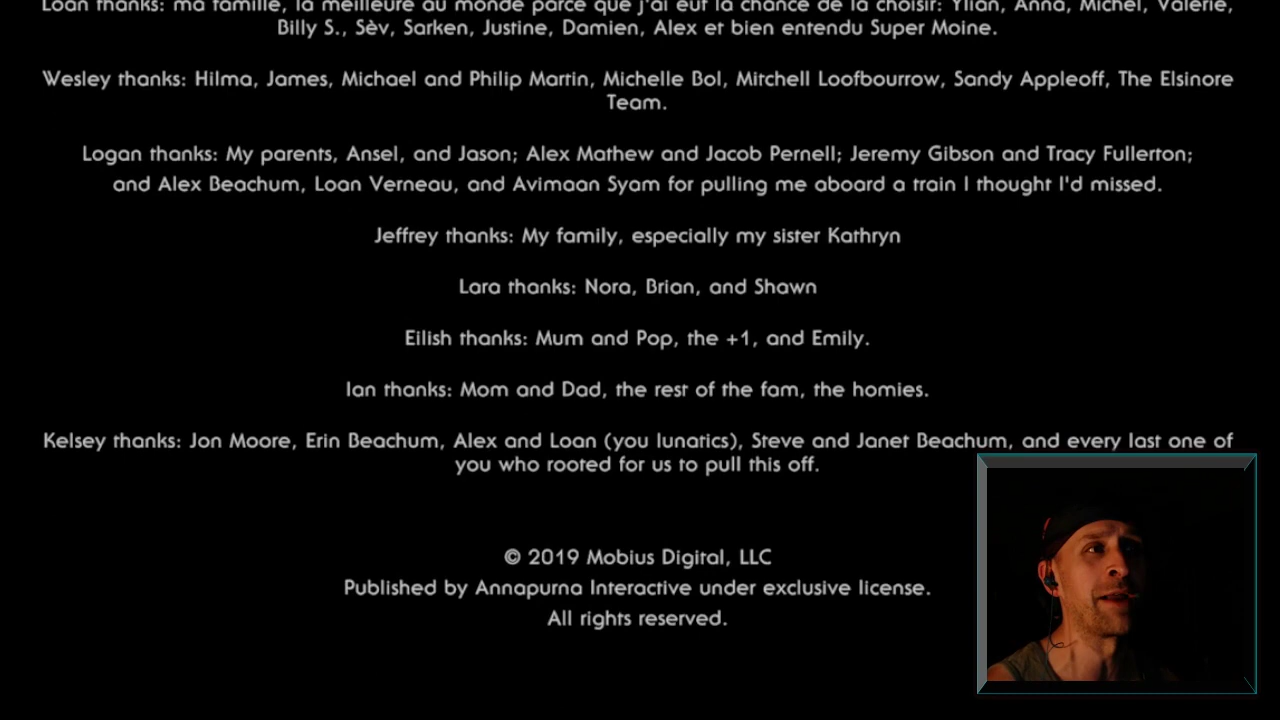 Loan thanks: ma famille, la meilleure au monde parce que j'ai eut la chance de la choisir: Ylian, Anna, Michel, Valérie,
Billy S., Sèv, Sarken, Justine, Damien, Alex et bien entendu Super Moine.
Wesley thanks: Hilma, James, Michael and Philip Martin, Michelle Bol, Mitchell Loofbourrow, Sandy Appleoff, The Elsinore
Team.
Logan thanks: My parents, Ansel, and Jason; Alex Mathew and Jacob Pernell; Jeremy Gibson and Tracy Fullerton;
and Alex Beachum, Loan Verneau, and Avimaan Syam for pulling me aboard a train I thought I'd missed.
Jeffrey thanks: My family, especially my sister Kathryn
Lara thanks: Nora, Brian, and Shawn
Eilish thanks: Mum and Pop, the +1, and Emily.
Ian thanks: Mom and Dad, the rest of the fam, the homies.
Kelsey thanks: Jon Moore, Erin Beachum, Alex and Loan (you lunatics), Steve and Janet Beachum, and every last one of
you who rooted for us to pull this off.
© 2019 Mobius Digital, LLC
Published by Annapurna Interactive under exclusive license.
All rights reserved.